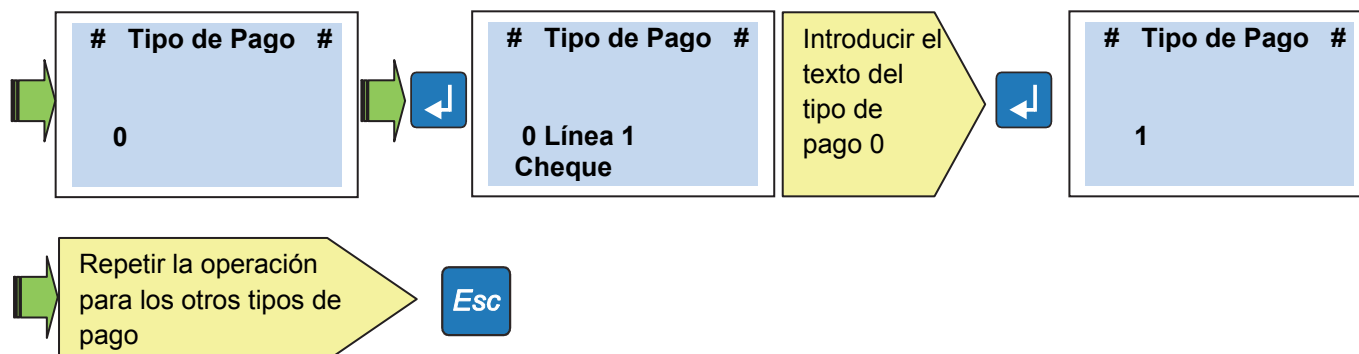 # Tipo de Pago #
0
# Tipo de Pago #
0 Línea 1
Cheque
Introducir el
texto del
tipo de
pago 0
# Tipo de Pago #
1
Repetir la operación
para los otros tipos de
pago
Esc